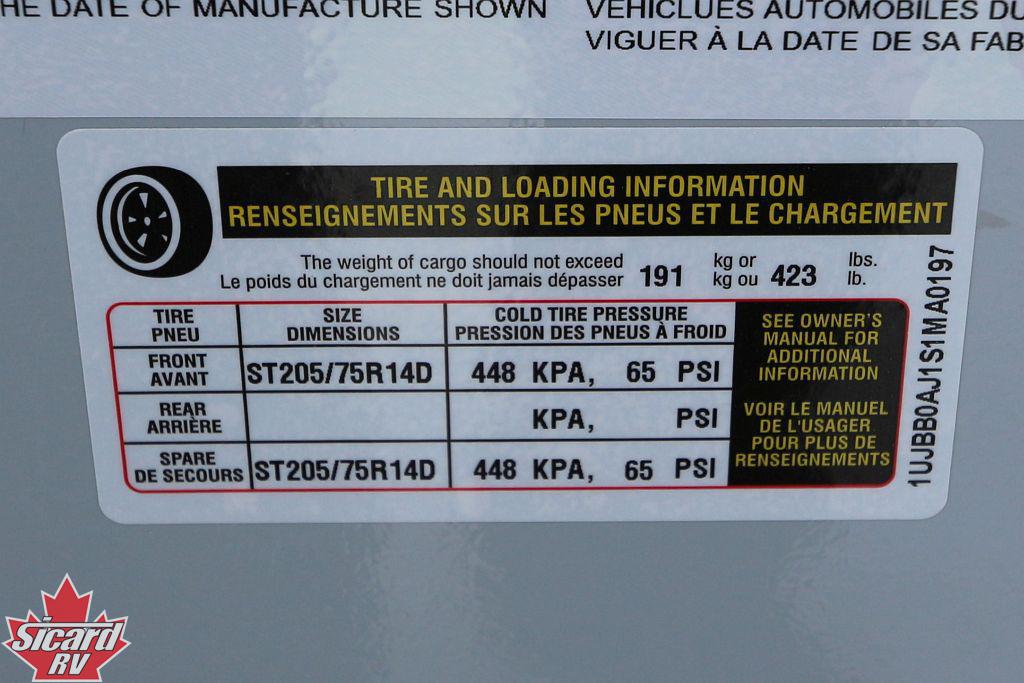 HE DATE OF MANUFACTURE SHOWN
VEHICLUES AUTOMOBILES DU
VIGUER À LA DATE DE SA FAB
TIRE AND LOADING INFORMATION
RENSEIGNEMENTS SUR LES PNEUS ET LE CHARGEMENT
The weight of cargo should not exceed
Le poids du chargement ne doit jamais dépasser 191 kg or kg ou 423 lbs. lb.
TIRE PNEU
SIZE DIMENSIONS
COLD TIRE PRESSURE
PRESSION DES PNEUS À FROID
FRONT AVANT
ST205/75R14D 448 KPA, 65 PSI
REAR ARRIÈRE
KPA, PSI
SPARE DE SECOURS
ST205/75R14D 448 KPA, 65 PSI
SEE OWNER'S
MANUAL FOR
ADDITIONAL
INFORMATION
VOIR LE MANUEL
DE L'USAGER
POUR PLUS DE
RENSEIGNEMENTS
1UJBB0AJ1S1MA0197
Sicard
RV